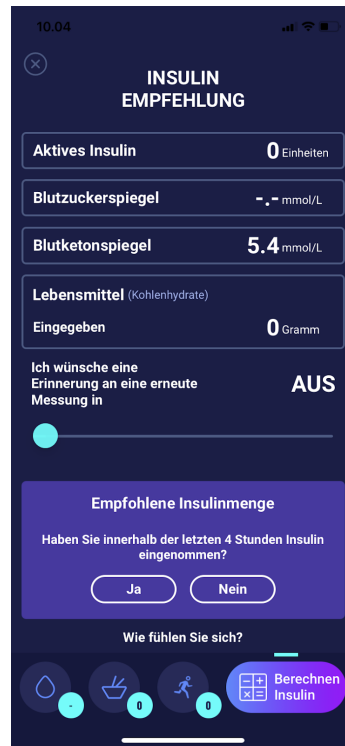 10.04
INSULIN
EMPFEHLUNG
Aktives Insulin 0 Einheiten
Blutzuckerspiegel -.- mmol/L
Blutketonspiegel 5.4 mmol/L
Lebensmittel (Kohlenhydrate)
Eingegeben 0 Gramm
Ich wünsche eine
Erinnerung an eine erneute
Messung in
AUS
Empfohlene Insulinmenge
Haben Sie innerhalb der letzten 4 Stunden Insulin
eingenommen?
Ja Nein
Wie fühlen Sie sich?
- 0 0
Berechnen
Insulin